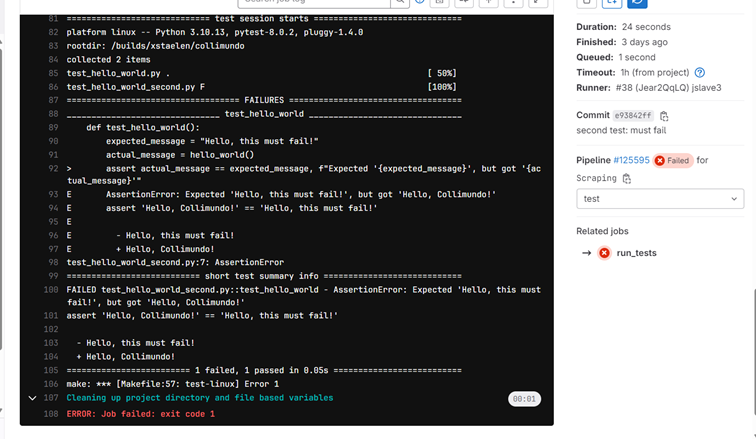 Search job log
81 ============================ test session starts =============================
82 platform linux -- Python 3.10.13, pytest-8.0.2, pluggy-1.4.0
83 rootdir: /builds/xstaelen/collimundo
84 collected 2 items
85 test_hello_world.py . [ 50%]
86 test_hello_world_second.py F [100%]
87 =================================== FAILURES ===================================
88 _______________________________ test_hello_world _______________________________
89 def test_hello_world():
90 expected_message = "Hello, this must fail!"
91 actual_message = hello_world()
92 > assert actual_message == expected_message, f"Expected '{expected_message}', but got '{ac
tual_message}'"
93 E AssertionError: Expected 'Hello, this must fail!', but got 'Hello, Collimundo!'
94 E assert 'Hello, Collimundo!' == 'Hello, this must fail!'
95 E
96 E - Hello, this must fail!
97 E + Hello, Collimundo!
98 test_hello_world_second.py:7: AssertionError
99 =========================== short test summary info ============================
100 FAILED test_hello_world_second.py::test_hello_world - AssertionError: Expected 'Hello, this must
fail!', but got 'Hello, Collimundo!'
101 assert 'Hello, Collimundo!' == 'Hello, this must fail!'
102
103 - Hello, this must fail!
104 + Hello, Collimundo!
105 ========================= 1 failed, 1 passed in 0.05s ==========================
106 make: *** [Makefile:57: test-linux] Error 1
107 Cleaning up project directory and file based variables 00:01
108 ERROR: Job failed: exit code 1
Duration: 24 seconds
Finished: 3 days ago
Queued: 1 second
Timeout: 1h (from project)
Runner: #38 (Jear2QqLQ) jslave3
Commit e93842ff
second test: must fail
Pipeline #125595 Failed for
Scraping
test
Related jobs
→ run_tests